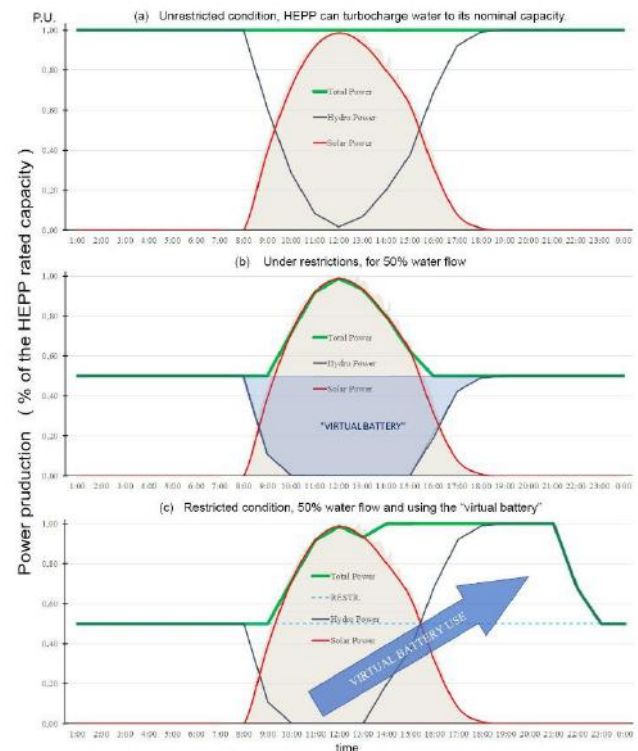 P.U.
(a) Unrestricted condition, HEPP can turbocharge water to its nominal capacity.
1.00
0.80
0.60
0.40
0.20
0.00
Total Power
Hydro Power
Solar Power
1:00 2:00 3:00 4:00 5:00 6:00 7:00 8:00 9:00 10:00 11:00 12:00 13:00 14:00 15:00 16:00 17:00 18:00 19:00 20:00 21:00 22:00 23:00 0:00
(b) Under restrictions, for 50% water flow
1.00
0.80
0.60
0.40
0.20
0.00
Total Power
Hydro Power
Solar Power
"VIRTUAL BATTERY"
1:00 2:00 3:00 4:00 5:00 6:00 7:00 8:00 9:00 10:00 11:00 12:00 13:00 14:00 15:00 16:00 17:00 18:00 19:00 20:00 21:00 22:00 23:00 0:00
(c) Restricted condition, 50% water flow and using the "virtual battery"
1.00
0.80
0.60
0.40
0.20
0.00
Total Power
RESTR.
Hydro Power
Solar Power
VIRTUAL BATTERY USE
1:00 2:00 3:00 4:00 5:00 6:00 7:00 8:00 9:00 10:00 11:00 12:00 13:00 14:00 15:00 16:00 17:00 18:00 19:00 20:00 21:00 22:00 23:00 0:00
time
Power pruduction ( % of the HEPP rated capacity )